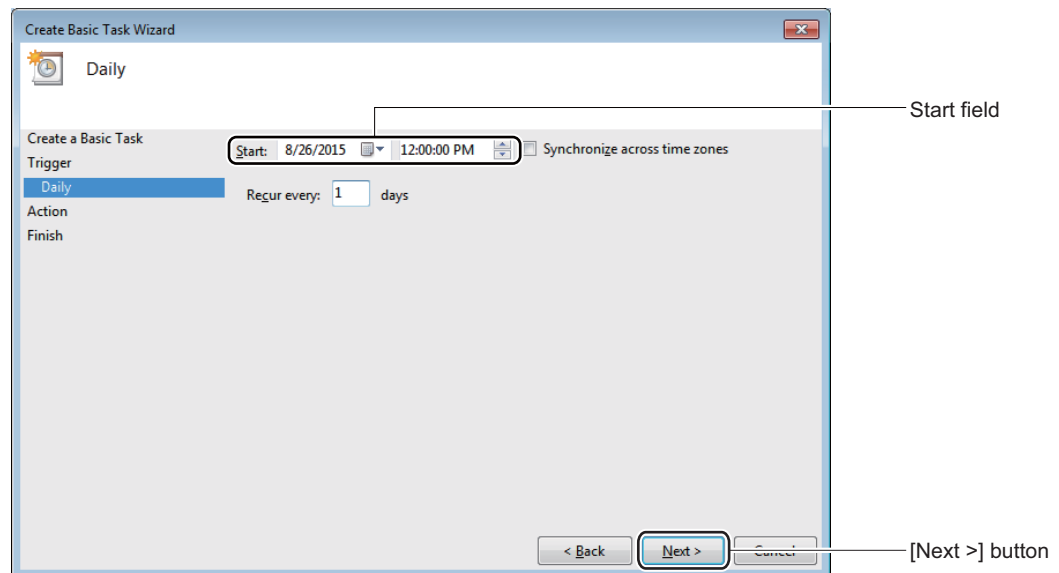 Create Basic Task Wizard
Daily
Start field
Create a Basic Task
Start: 8/26/2015 12:00:00 PM Synchronize across time zones
Trigger
Daily
Recur every: 1 days
Action
Finish
< Back Next > Cancel
[Next >] button